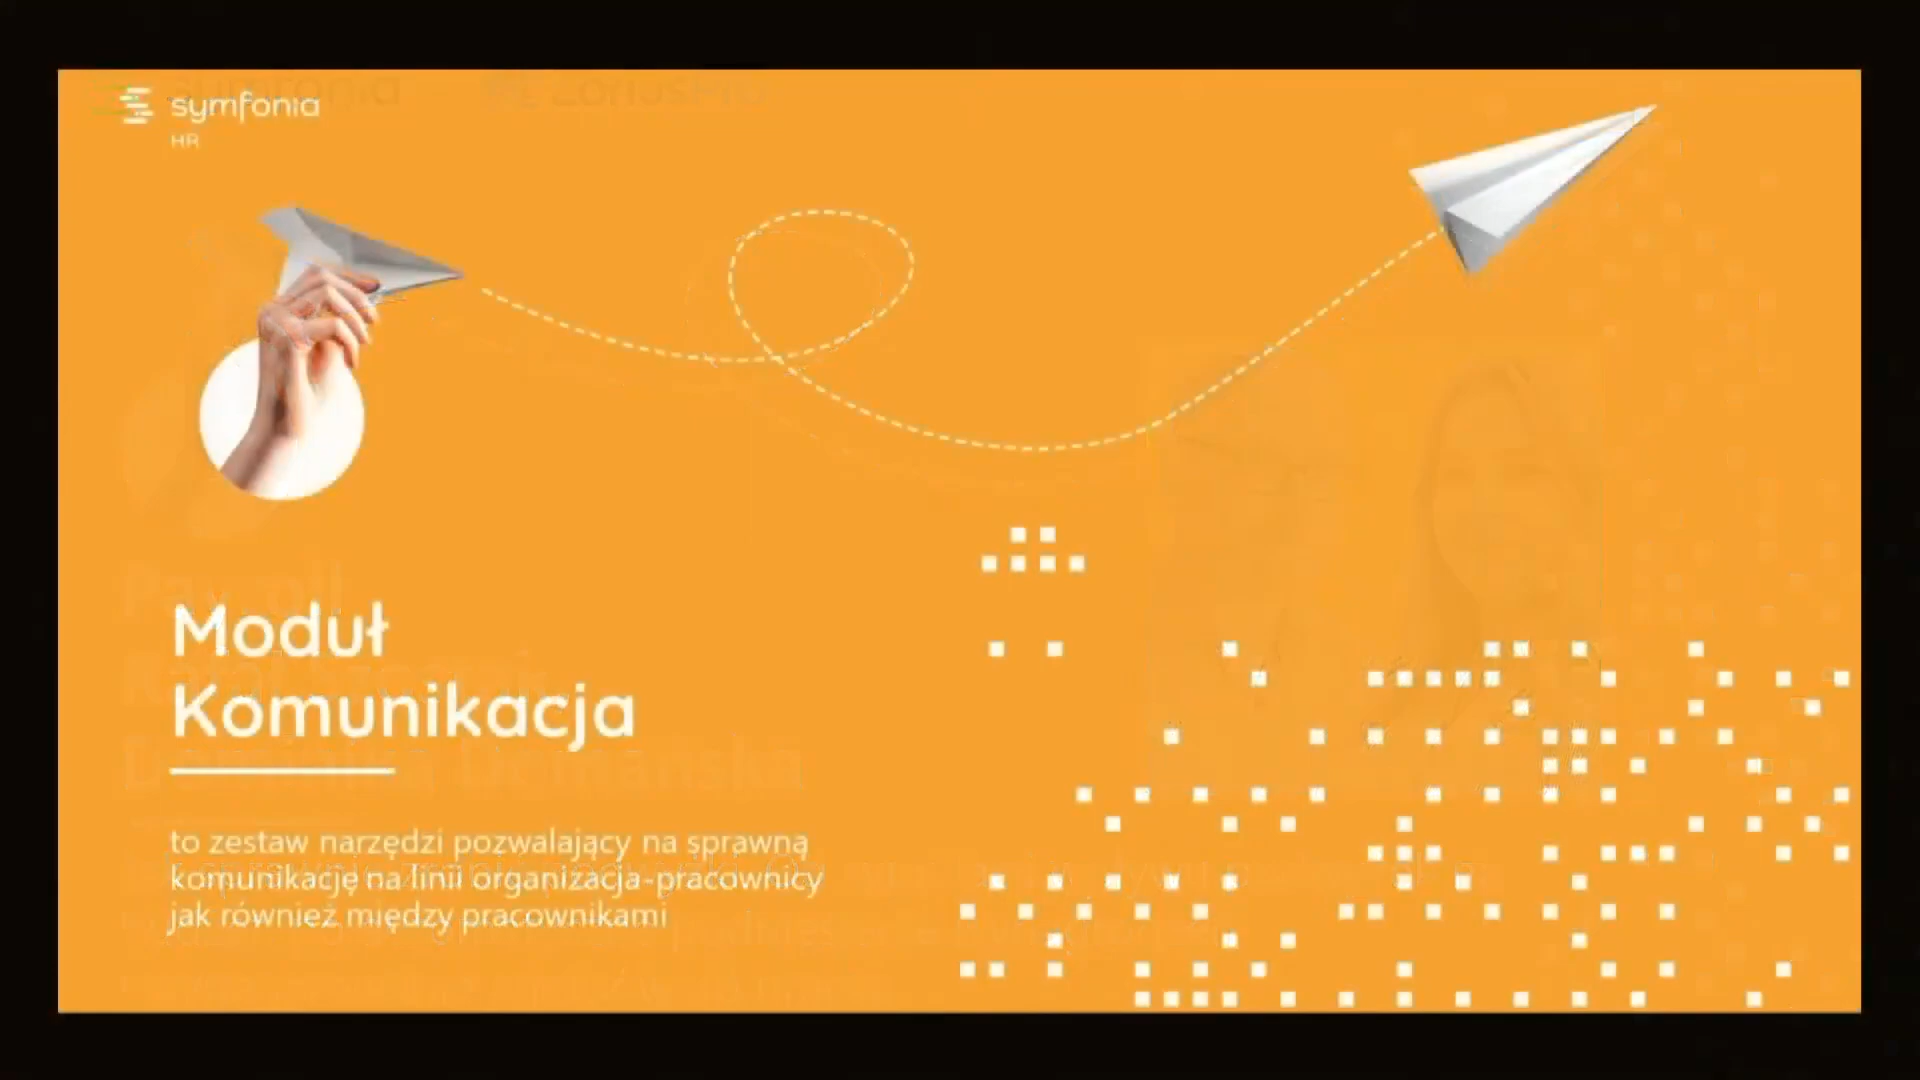 symfonia
HR
Moduł
Komunikacja
to zestaw narzędzi pozwalający na sprawną
komunikację na linii organizacja-pracownicy
jak również między pracownikami